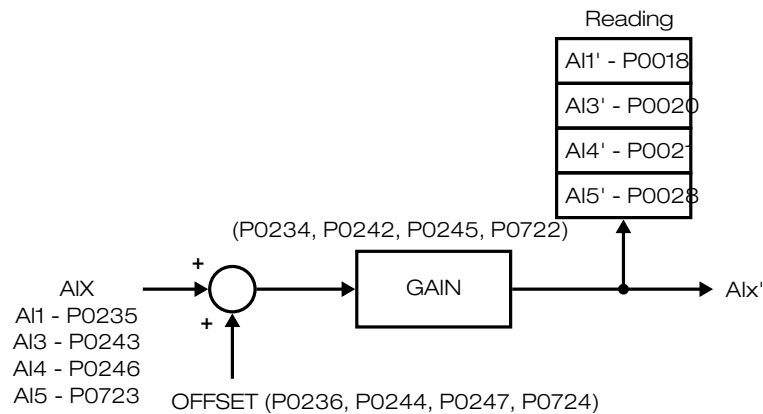 Reading
AI1' - P0018
AI3' - P0020
AI4' - P0021
AI5' - P0028
(P0234, P0242, P0245, P0722)
+
AIX
GAIN
AIx'
AI1 - P0235
+
AI3 - P0243
AI4 - P0246
AI5 - P0723
OFFSET (P0236, P0244, P0247, P0724)